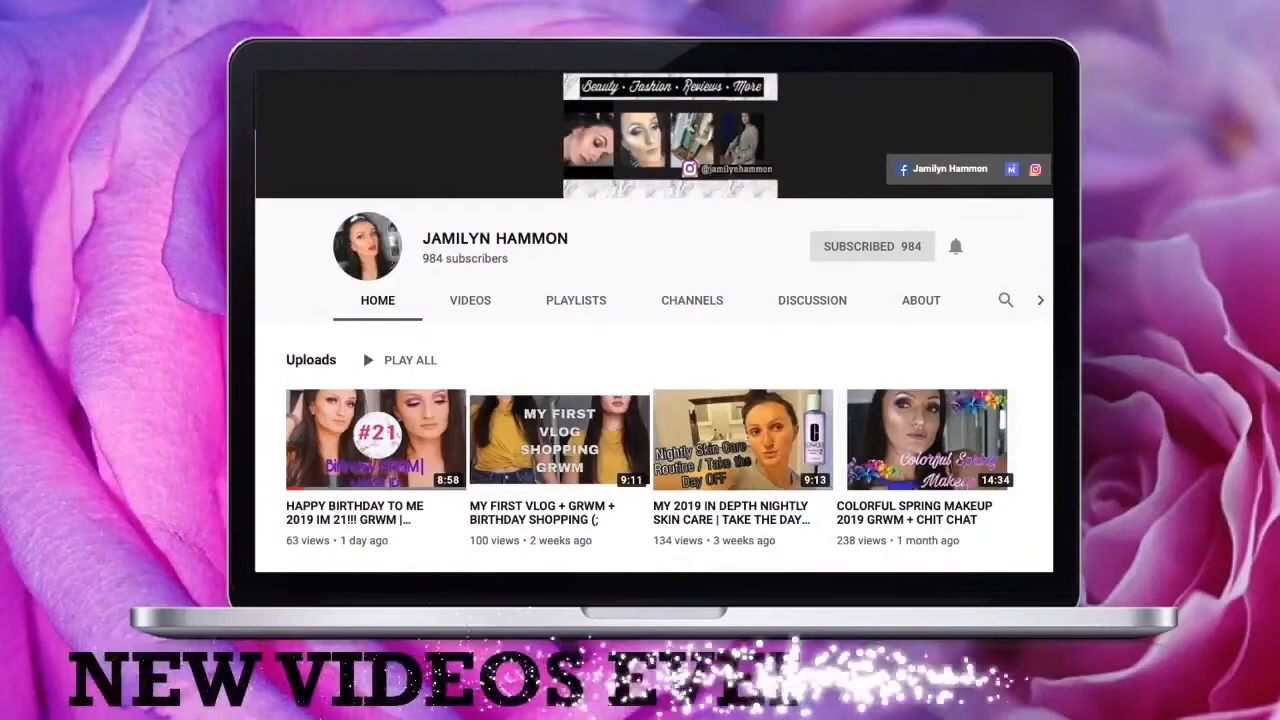 Beauty • Fashion • Reviews • More
@jamilynhammon
Jamilyn Hammon
JAMILYN HAMMON
984 subscribers
SUBSCRIBED 984
HOME
VIDEOS
PLAYLISTS
CHANNELS
DISCUSSION
ABOUT
Uploads
PLAY ALL
#21
Birthday GRWM|
8:58
HAPPY BIRTHDAY TO ME
2019 IM 21!!! GRWM |...
63 views • 1 day ago
MY FIRST
VLOG
SHOPPING
GRWM
9:11
MY FIRST VLOG + GRWM +
BIRTHDAY SHOPPING (;
100 views • 2 weeks ago
Nightly Skin Care
Routine / Take the
Day OFF
CLINIQUE
9:13
MY 2019 IN DEPTH NIGHTLY
SKIN CARE | TAKE THE DAY...
134 views • 3 weeks ago
Colorful Spring
Makeup
14:34
COLORFUL SPRING MAKEUP
2019 GRWM + CHIT CHAT
238 views • 1 month ago
NEW VIDEOS